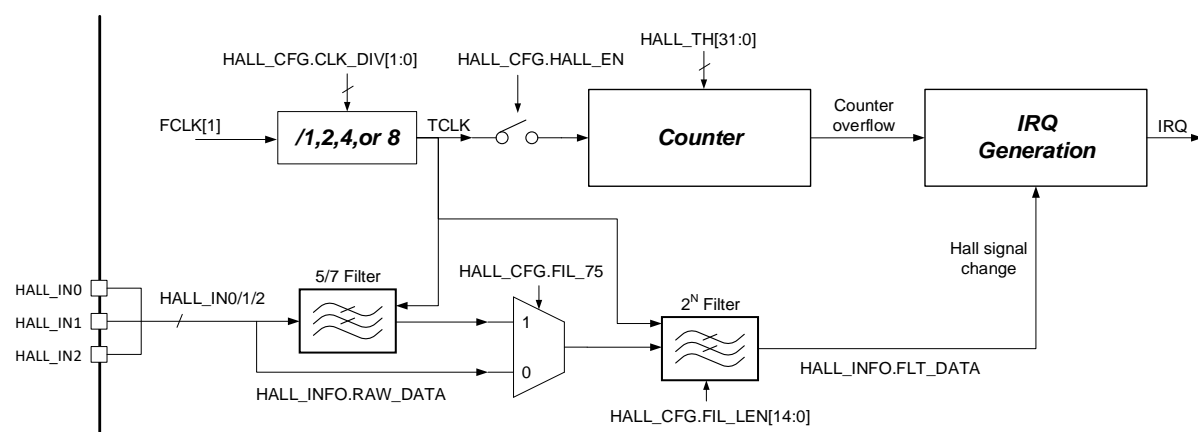 HALL_TH[31:0]
HALL_CFG.CLK_DIV[1:0]
HALL_CFG.HALL_EN
FCLK[1]
/1,2,4,or 8
TCLK
Counter
Counter
overflow
IRQ
Generation
IRQ
HALL_IN0
HALL_IN1
HALL_IN2
HALL_IN0/1/2
5/7 Filter
HALL_CFG.FIL_75
1
0
HALL_INFO.RAW_DATA
2^N Filter
Hall signal
change
HALL_INFO.FLT_DATA
HALL_CFG.FIL_LEN[14:0]